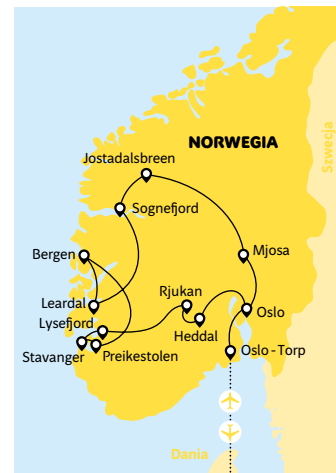 NORWEGIA
Szwecja
Jostadalsbreen
Sognefjord
Bergen
Mjosa
Rjukan
Leardal
Lysefjord
Oslo
Heddal
Stavanger
Preikestolen
Oslo - Torp
Dania